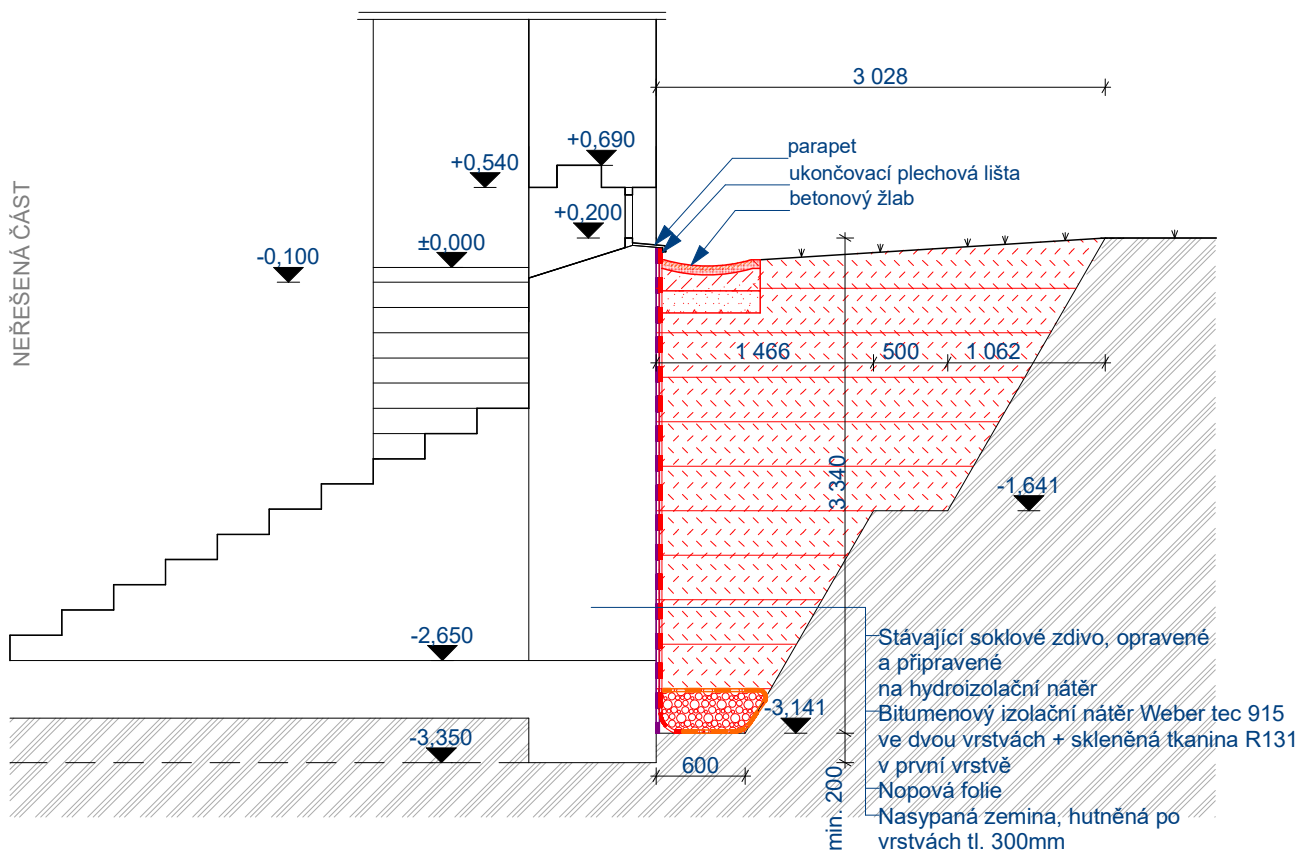 3 028
+0,690
+0,540
parapet
ukončovací plechová lišta
betonový žlab
+0,200
±0,000
-0,100
NEŘEŠENÁ ČÁST
1 466
500
1 062
3 340
-1,641
-2,650
Stávající soklové zdivo, opravené
a připravené
na hydroizolační nátěr
Bitumenový izolační nátěr Weber tec 915
ve dvou vrstvách + skleněná tkanina R131
v první vrstvě
Nopová folie
Nasypaná zemina, hutněná po
vrstvách tl. 300mm
-3,141
-3,350
600
min. 200